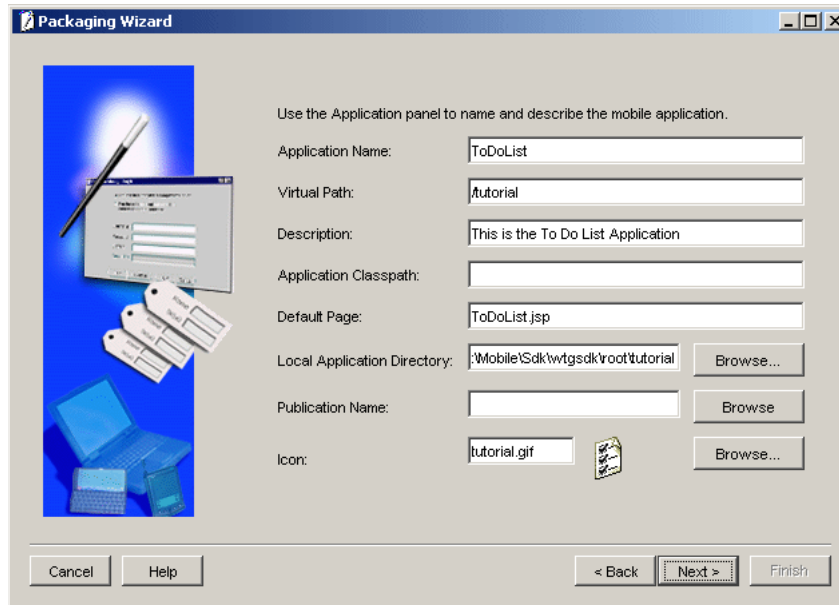 Packaging Wizard
Use the Application panel to name and describe the mobile application.
Application Name: ToDoList
Virtual Path: /tutorial
Description: This is the To Do List Application
Application Classpath:
Default Page: ToDoList.jsp
Local Application Directory: :\Mobile\Sdk\wtgsdk\root\tutorial Browse...
Publication Name: Browse
Icon: tutorial.gif Browse...
Cancel Help < Back Next > Finish